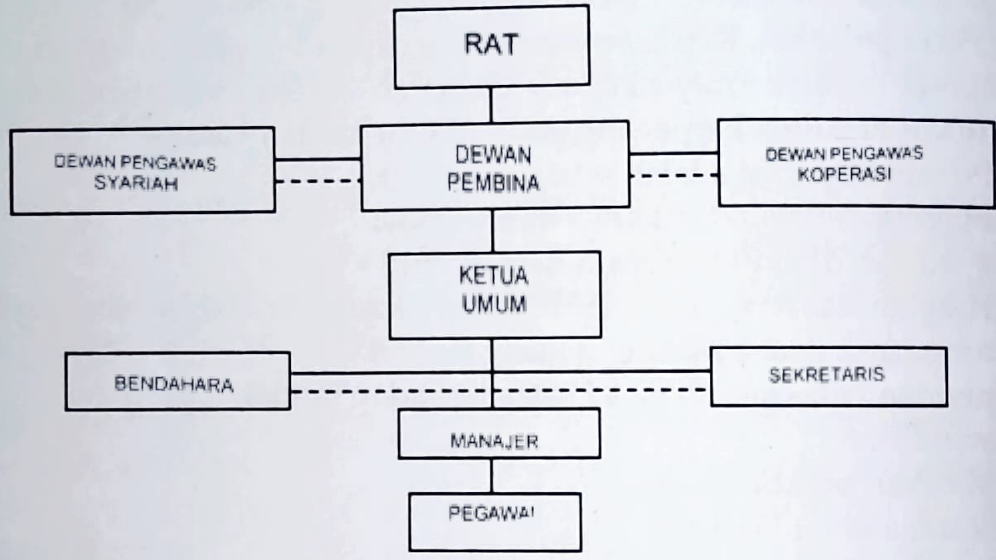 RAT
DEWAN PENGAWAS
SYARIAH
DEWAN
PEMBINA
DEWAN PENGAWAS
KOPERASI
KETUA
UMUM
BENDAHARA
SEKRETARIS
MANAJER
PEGAWAI